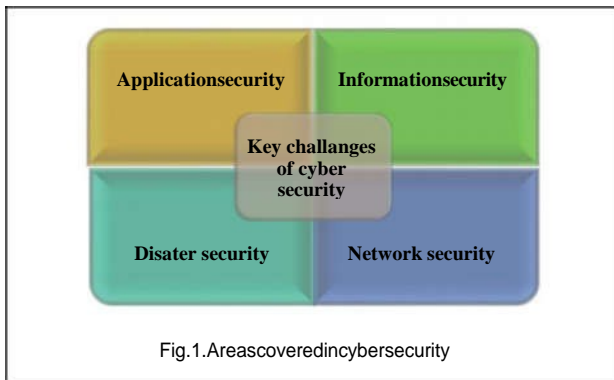 Applicationsecurity
Informationsecurity
Key challanges
of cyber
security
Disater security
Network security
Fig.1.Areascoveredincybersecurity